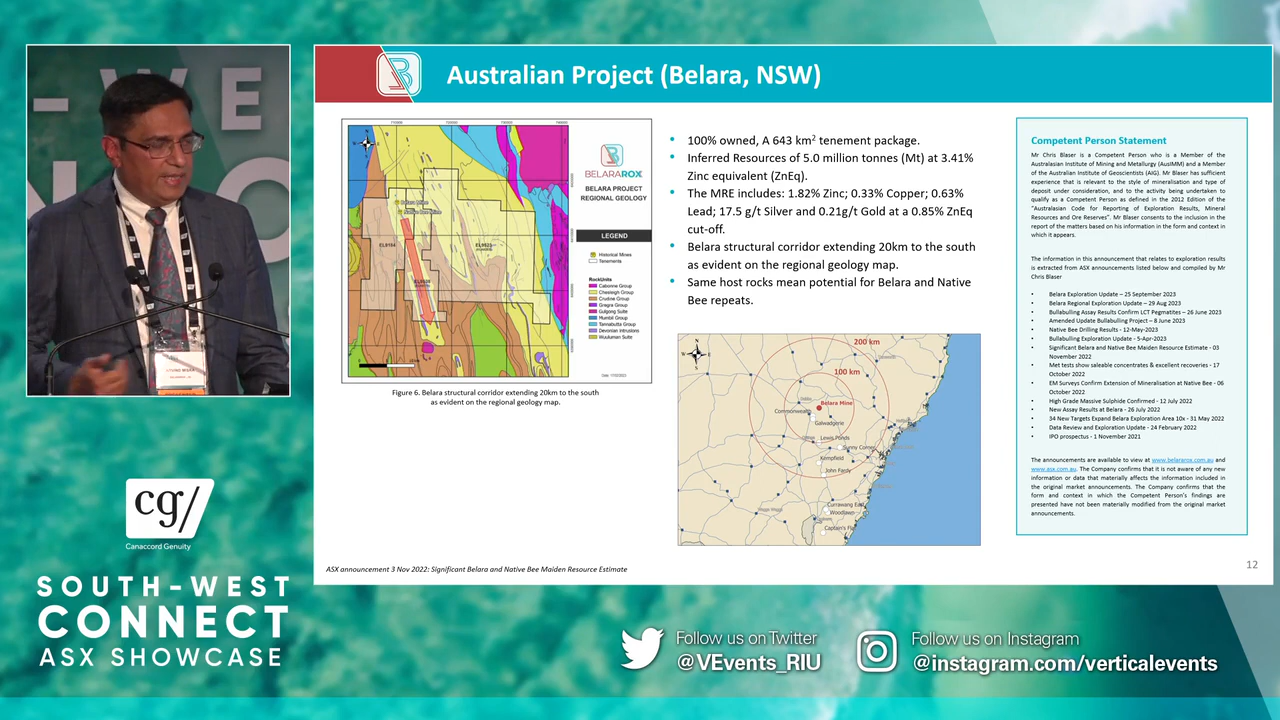 Australian Project (Belara, NSW)
BELARAROX
BELARA PROJECT
REGIONAL GEOLOGY
LEGEND
Historical Mines
Tenements
RockUnits
Cabonne Group
Chesleigh Group
Crudine Group
Gregra Group
Gulgong Suite
Mumbil Group
Tannabutta Group
Devonian intrusions
Wuuluman Suite
Figure 6. Belara structural corridor extending 20km to the south
as evident on the regional geology map.
• 100% owned, A 643 km² tenement package.
• Inferred Resources of 5.0 million tonnes (Mt) at 3.41%
Zinc equivalent (ZnEq).
• The MRE includes: 1.82% Zinc; 0.33% Copper; 0.63%
Lead; 17.5 g/t Silver and 0.21g/t Gold at a 0.85% ZnEq
cut-off.
• Belara structural corridor extending 20km to the south
as evident on the regional geology map.
• Same host rocks mean potential for Belara and Native
Bee repeats.
200 km
100 km
Belara Mine
Commonwealth
Galwadgerie
Lewis Ponds
Sunny Corner
Kempfield
John Fardy
Currawang East
Woodlawn
Captain's Flat
Competent Person Statement
Mr Chris Blaser is a Competent Person who is a Member of the
Australasian Institute of Mining and Metallurgy (AusIMM) and a Member
of the Australian Institute of Geoscientists (AIG). Mr Blaser has sufficient
experience that is relevant to the style of mineralisation and type of
deposit under consideration, and to the activity being undertaken to
qualify as a Competent Person as defined in the 2012 Edition of the
"Australasian Code for Reporting of Exploration Results, Mineral
Resources and Ore Reserves". Mr Blaser consents to the inclusion in the
report of the matters based on his information in the form and context in
which it appears.
The information in this announcement that relates to exploration results
is extracted from ASX announcements listed below and compiled by Mr
Chris Blaser
• Belara Exploration Update – 25 September 2023
• Belara Regional Exploration Update – 29 Aug 2023
• Bullabulling Assay Results Confirm LCT Pegmatites – 26 June 2023
• Amended Update Bullabulling Project – 8 June 2023
• Native Bee Drilling Results - 12-May-2023
• Bullabulling Exploration Update - 5-Apr-2023
• Significant Belara and Native Bee Maiden Resource Estimate - 03
November 2022
• Met tests show saleable concentrates & excellent recoveries - 17
October 2022
• EM Surveys Confirm Extension of Mineralisation at Native Bee - 06
October 2022
• High Grade Massive Sulphide Confirmed - 12 July 2022
• New Assay Results at Belara - 26 July 2022
• 34 New Targets Expand Belara Exploration Area 10x - 31 May 2022
• Data Review and Exploration Update - 24 February 2022
• IPO prospectus - 1 November 2021
The announcements are available to view at www.belararox.com.au and
www.asx.com.au. The Company confirms that it is not aware of any new
information or data that materially affects the information included in
the original market announcements. The Company confirms that the
form and context in which the Competent Person's findings are
presented have not been materially modified from the original market
announcements.
ASX announcement 3 Nov 2022: Significant Belara and Native Bee Maiden Resource Estimate
12
cg/
Canaccord Genuity
SOUTH-WEST
CONNECT
ASX SHOWCASE
Follow us on Twitter
@VEvents_RIU
Follow us on Instagram
@instagram.com/verticalevents